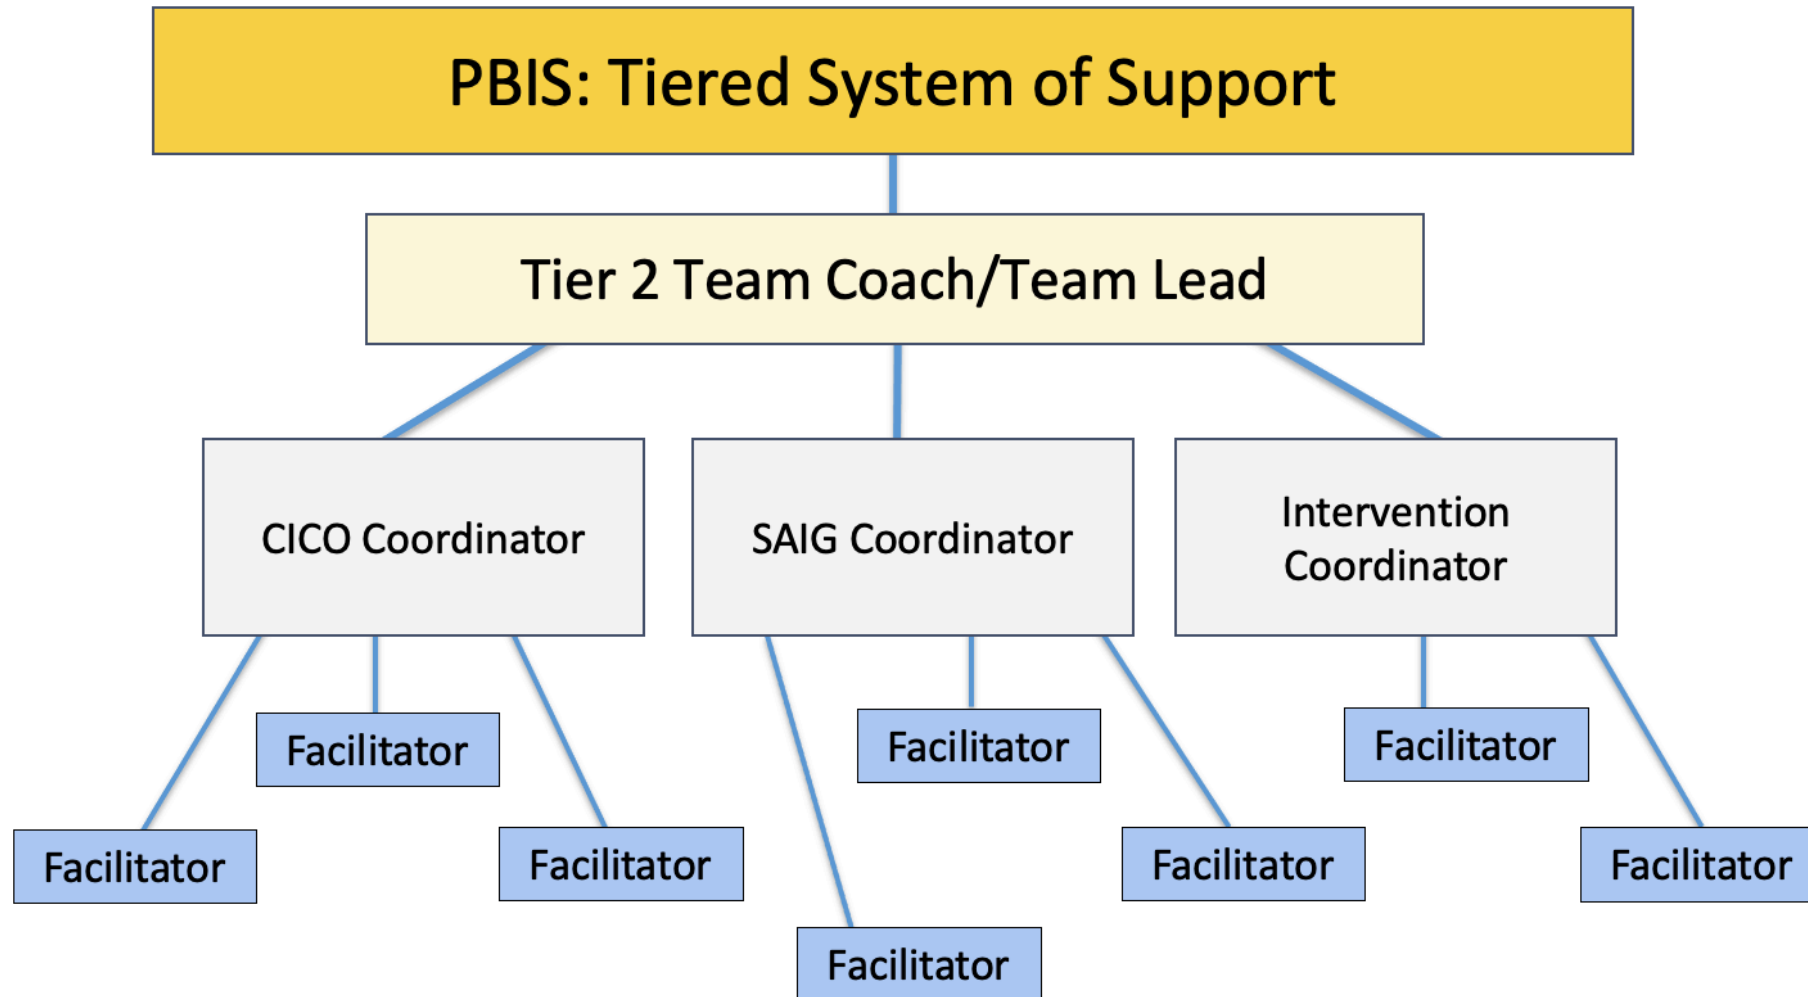 PBIS: Tiered System of Support
Tier 2 Team Coach/Team Lead
CICO Coordinator
SAIG Coordinator
Intervention
Coordinator
Facilitator
Facilitator
Facilitator
Facilitator
Facilitator
Facilitator
Facilitator
Facilitator